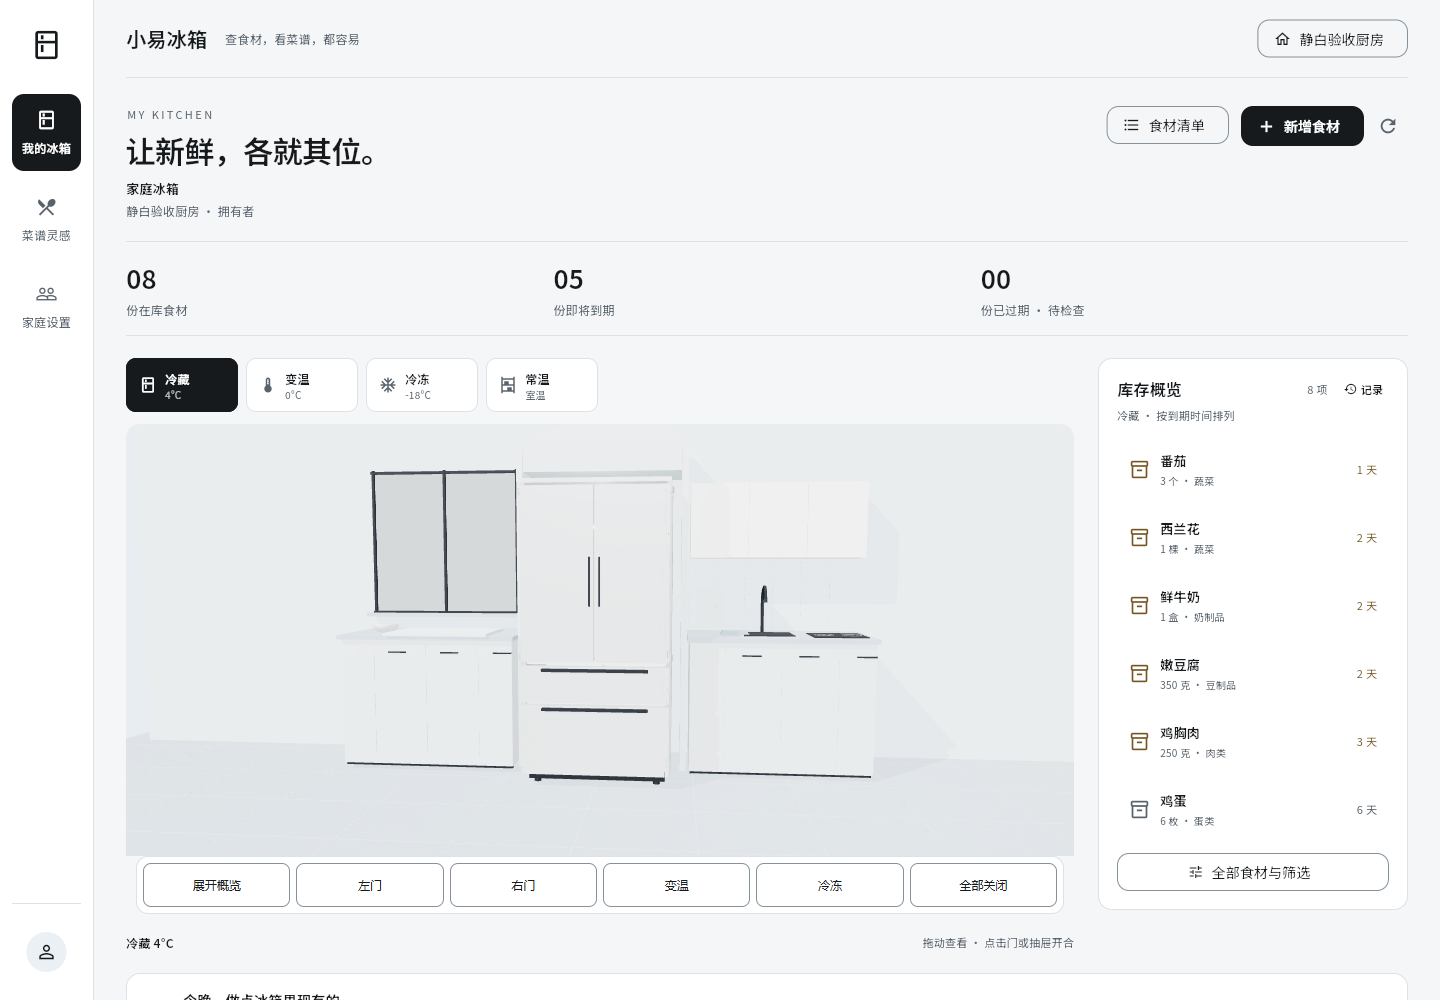 小易冰箱
查食材，看菜谱，都容易
静白验收厨房
我的冰箱
菜谱灵感
家庭设置
MY KITCHEN
让新鲜，各就其位。
家庭冰箱
静白验收厨房 · 拥有者
食材清单
新增食材
08
份在库食材
05
份即将到期
00
份已过期 · 待检查
冷藏
4°C
变温
0°C
冷冻
-18°C
常温
室温
展开概览
左门
右门
变温
冷冻
全部关闭
冷藏 4°C
拖动查看 · 点击门或抽屉开合
库存概览
8 项
记录
冷藏 · 按到期时间排列
番茄
3 个 · 蔬菜
1 天
西兰花
1 棵 · 蔬菜
2 天
鲜牛奶
1 盒 · 奶制品
2 天
嫩豆腐
350 克 · 豆制品
2 天
鸡胸肉
250 克 · 肉类
3 天
鸡蛋
6 枚 · 蛋类
6 天
全部食材与筛选
今晚，做点冰箱里现有的